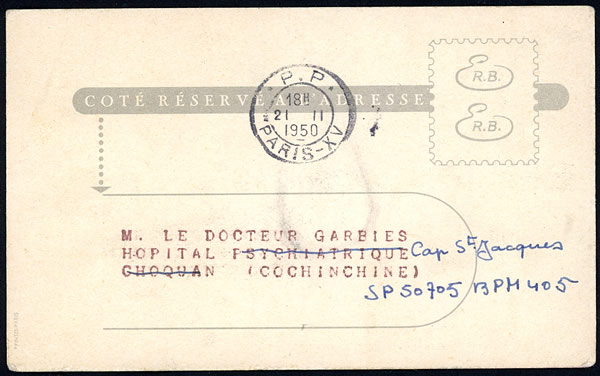 P.P.
18H
21 II
1950
PARIS-XV
COTÉ RÉSERVÉ A L'ADRESSE
E
R.B.
E
R.B.
M. LE DOCTEUR GARBIES
HOPITAL PSYCHIATRIQUE Cap St Jacques
CHOQUAN (COCHINCHINE)
SP 50705 BPM 405